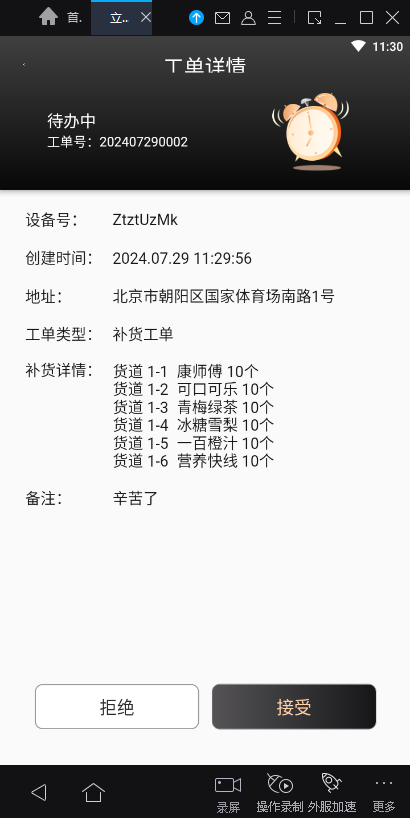 首.
立..
11:30
工单详情
待办中
工单号：202407290002
设备号： ZtztUzMk
创建时间： 2024.07.29 11:29:56
地址： 北京市朝阳区国家体育场南路1号
工单类型： 补货工单
补货详情： 货道 1-1 康师傅 10个
货道 1-2 可口可乐 10个
货道 1-3 青梅绿茶 10个
货道 1-4 冰糖雪梨 10个
货道 1-5 一百橙汁 10个
货道 1-6 营养快线 10个
备注： 辛苦了
拒绝
接受
录屏
操作录制
外服加速
更多